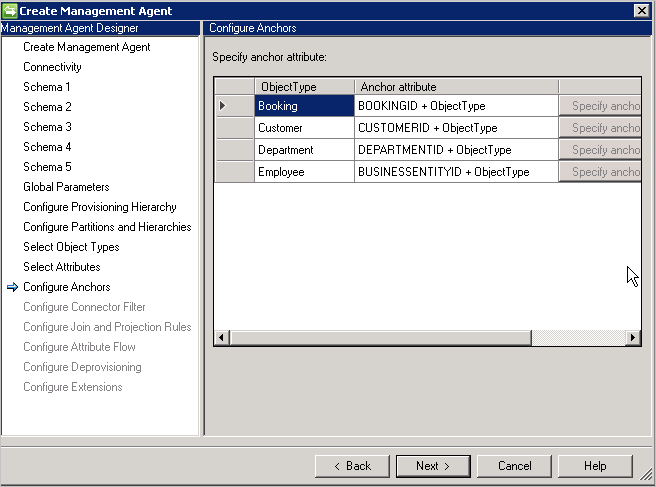 Create Management Agent
Management Agent Designer
Configure Anchors
Create Management Agent
Connectivity
Schema 1
Schema 2
Schema 3
Schema 4
Schema 5
Global Parameters
Configure Provisioning Hierarchy
Configure Partitions and Hierarchies
Select Object Types
Select Attributes
Configure Anchors
Configure Connector Filter
Configure Join and Projection Rules
Configure Attribute Flow
Configure Deprovisioning
Configure Extensions
Specify anchor attribute:
ObjectType Anchor attribute
Booking BOOKINGID + ObjectType Specify ancho
Customer CUSTOMERID + ObjectType Specify ancho
Department DEPARTMENTID + ObjectType Specify ancho
Employee BUSINESSENTITYID + ObjectType Specify ancho
< Back Next > Cancel Help